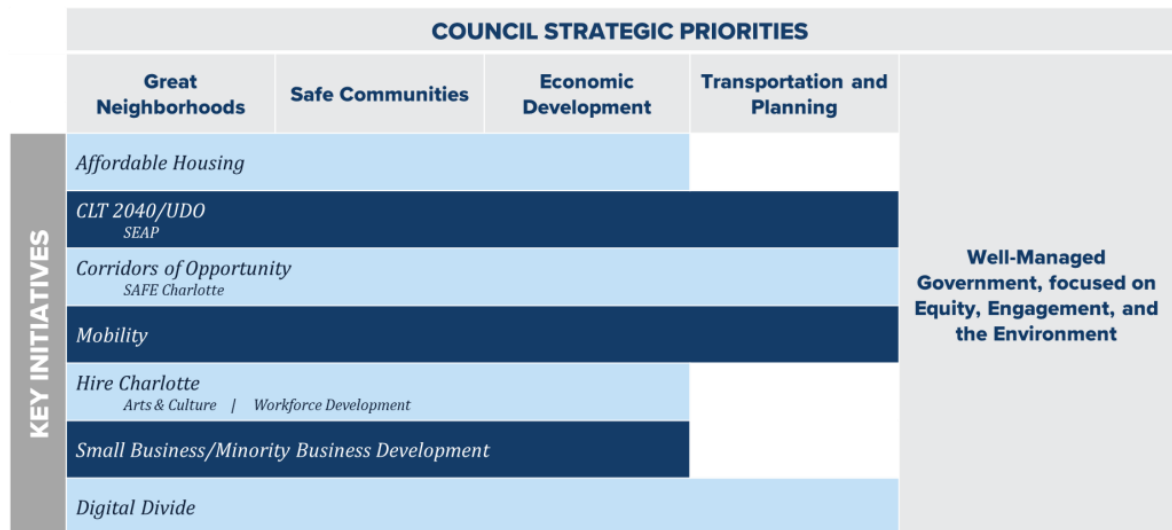 COUNCIL STRATEGIC PRIORITIES
Great
Neighborhoods
Safe Communities
Economic
Development
Transportation and
Planning
Well-Managed
Government, focused on
Equity, Engagement, and
the Environment
KEY INITIATIVES
Affordable Housing
CLT 2040/UDO
SEAP
Corridors of Opportunity
SAFE Charlotte
Mobility
Hire Charlotte
Arts & Culture | Workforce Development
Small Business/Minority Business Development
Digital Divide